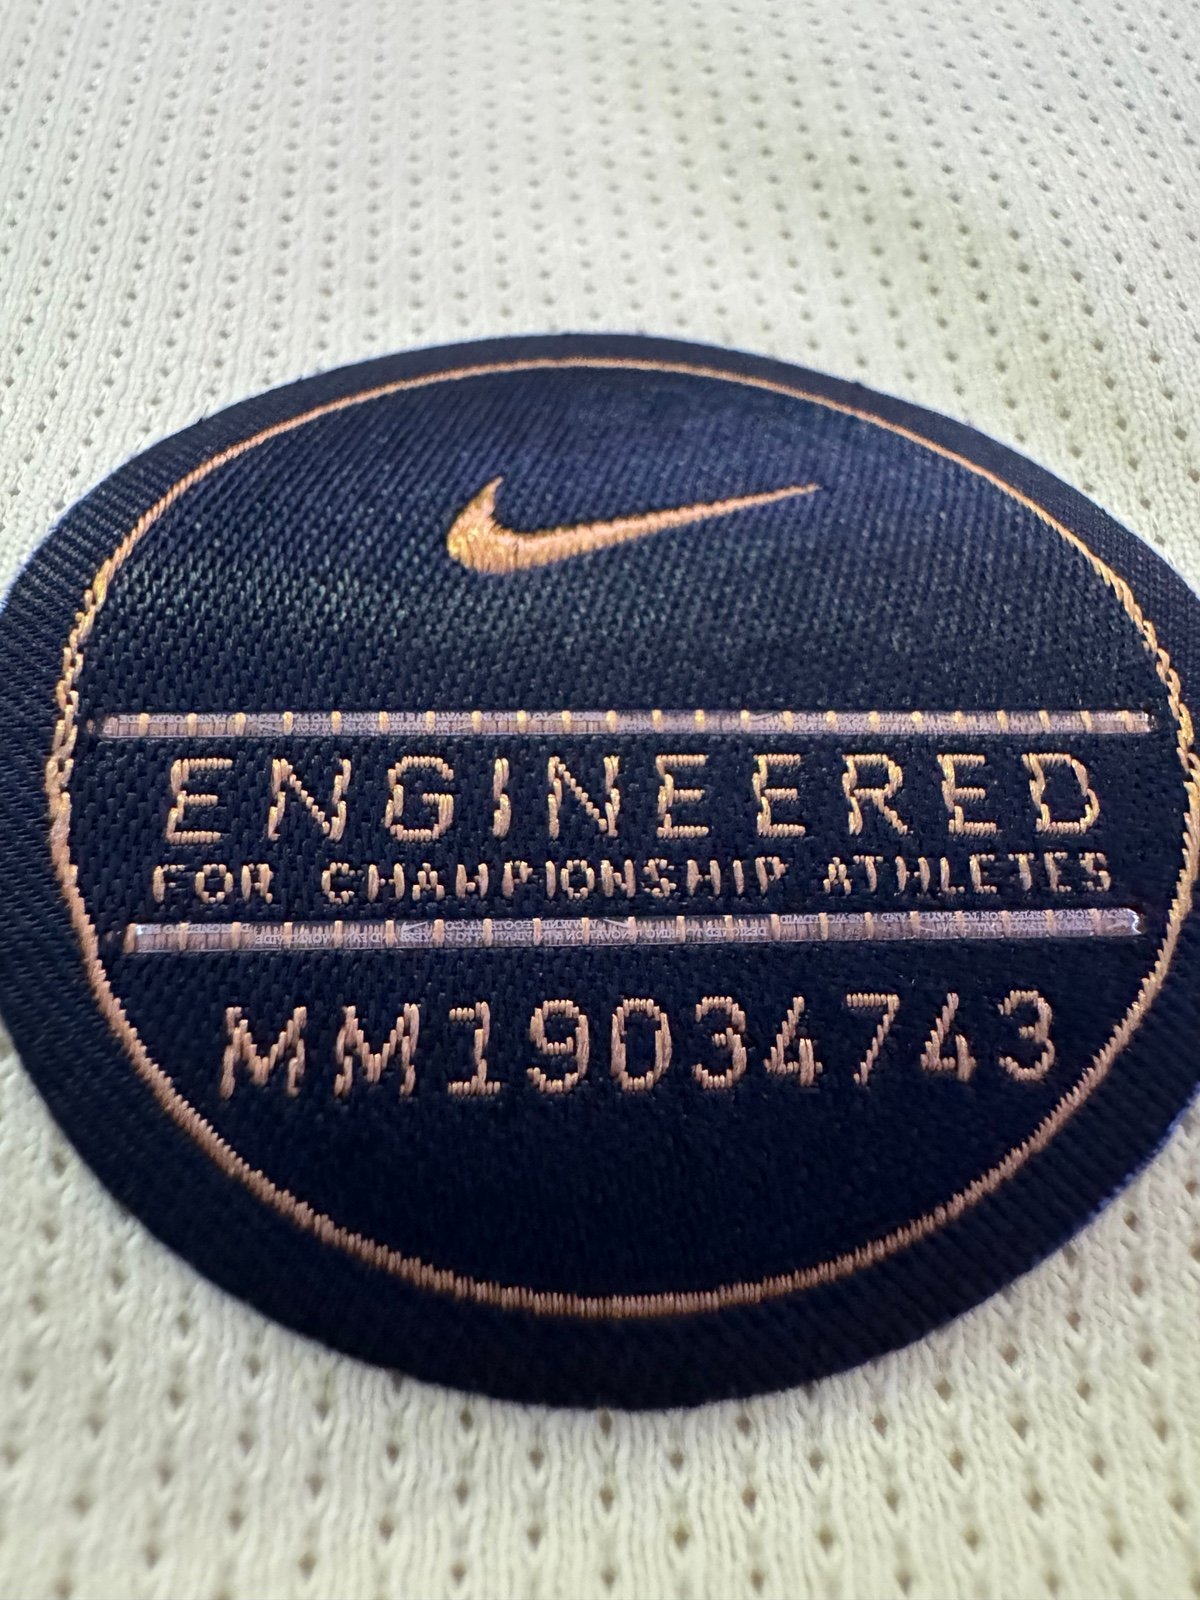 ENGINEERED
FOR CHAMPIONSHIP ATHLETES
MM19034743